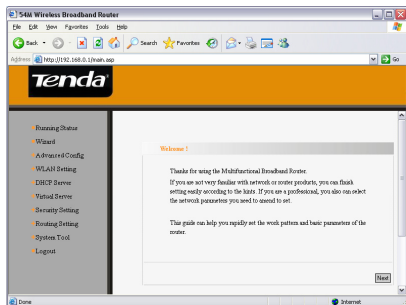 54M Wireless Broadband Router
File Edit View Favorites Tools Help
Back Search Favorites
Address http://192.168.0.1/main.asp Go
Tenda
Running Status
Wizard
Advanced Config
WLAN Setting
DHCP Server
Virtual Server
Security Setting
Routing Setting
System Tool
Logout
Welcome !
Thanks for using the Multifunctional Broadband Router.
If you are not very familiar with network or router products, you can finish
setting easily according to the hints. If you are a professional, you also can select
the network parameters you need to amend to set.
This guide can help you rapidly set the work pattern and basic parameters of the
router.
Next
Done Internet